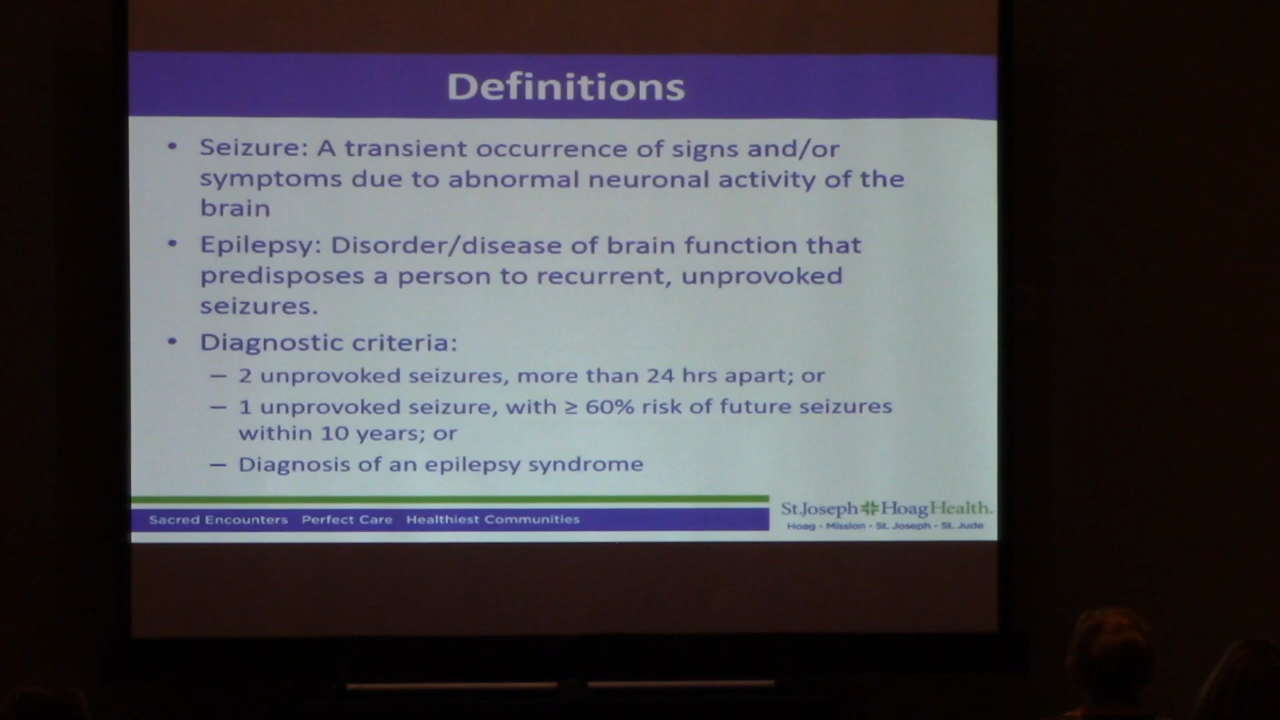 Definitions
• Seizure: A transient occurrence of signs and/or
symptoms due to abnormal neuronal activity of the
brain
• Epilepsy: Disorder/disease of brain function that
predisposes a person to recurrent, unprovoked
seizures.
• Diagnostic criteria:
– 2 unprovoked seizures, more than 24 hrs apart; or
– 1 unprovoked seizure, with ≥ 60% risk of future seizures
within 10 years; or
– Diagnosis of an epilepsy syndrome
Sacred Encounters Perfect Care Healthiest Communities
St.Joseph HoagHealth.
Hoag • Mission • St. Joseph • St. Jude